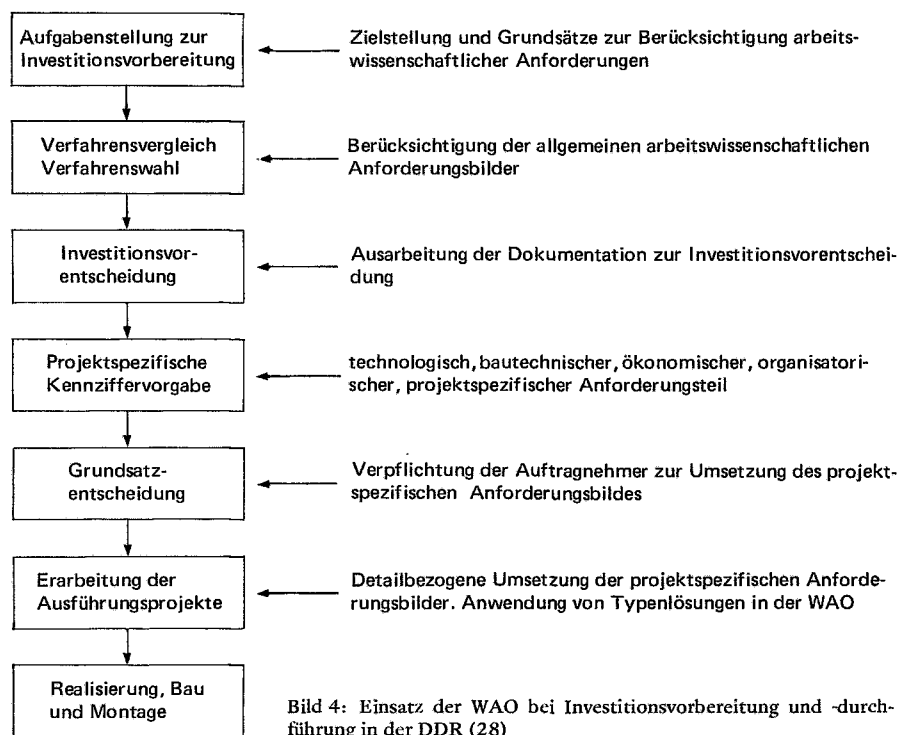 Aufgabenstellung zur
Investitionsvorbereitung
Zielstellung und Grundsätze zur Berücksichtigung arbeits-
wissenschaftlicher Anforderungen
Verfahrensvergleich
Verfahrenswahl
Berücksichtigung der allgemeinen arbeitswissenschaftlichen
Anforderungsbilder
Investitionsvor-
entscheidung
Ausarbeitung der Dokumentation zur Investitionsvorentschei-
dung
Projektspezifische
Kennziffervorgabe
technologisch, bautechnischer, ökonomischer, organisatori-
scher, projektspezifischer Anforderungsteil
Grundsatz-
entscheidung
Verpflichtung der Auftragnehmer zur Umsetzung des projekt-
spezifischen Anforderungsbildes
Erarbeitung der
Ausführungsprojekte
Detailbezogene Umsetzung der projektspezifischen Anforde-
rungsbilder. Anwendung von Typenlösungen in der WAO
Realisierung, Bau
und Montage
Bild 4: Einsatz der WAO bei Investitionsvorbereitung und -durch-
führung in der DDR (28)